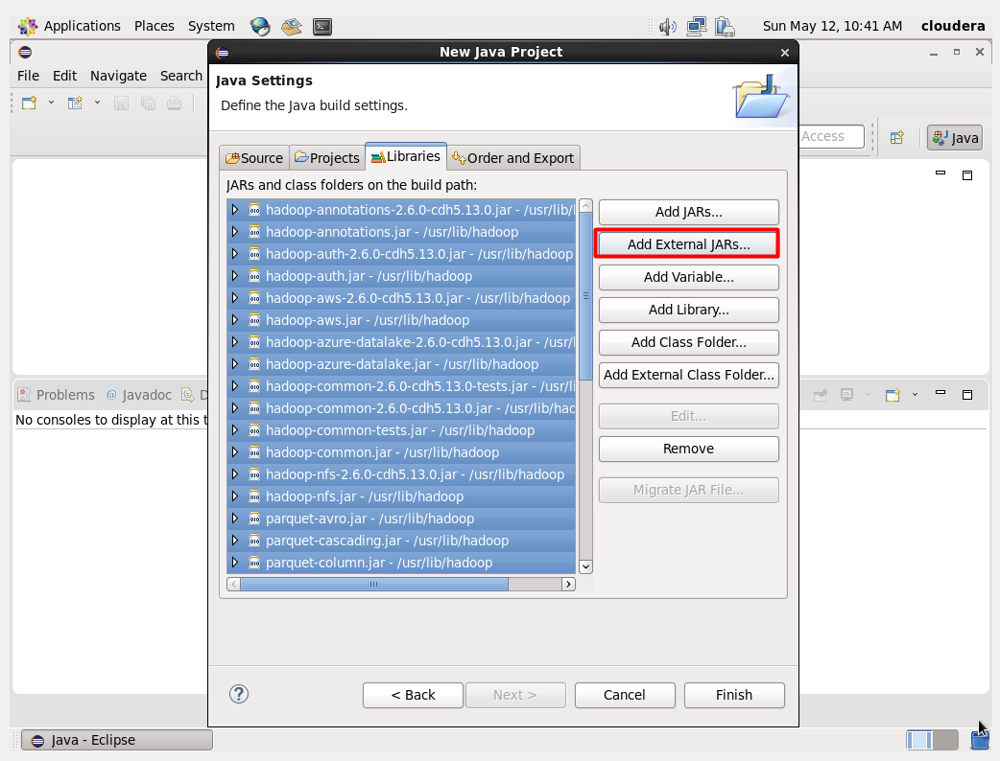 Applications Places System Sun May 12, 10:41 AM cloudera
New Java Project
File Edit Navigate Search
Java Settings
Define the Java build settings.
Access
Java
Source Projects Libraries Order and Export
JARs and class folders on the build path:
hadoop-annotations-2.6.0-cdh5.13.0.jar - /usr/lib/
hadoop-annotations.jar - /usr/lib/hadoop
hadoop-auth-2.6.0-cdh5.13.0.jar - /usr/lib/hadoop
hadoop-auth.jar - /usr/lib/hadoop
hadoop-aws-2.6.0-cdh5.13.0.jar - /usr/lib/hadoop
hadoop-aws.jar - /usr/lib/hadoop
hadoop-azure-datalake-2.6.0-cdh5.13.0.jar - /usr/l
hadoop-azure-datalake.jar - /usr/lib/hadoop
hadoop-common-2.6.0-cdh5.13.0-tests.jar - /usr/li
hadoop-common-2.6.0-cdh5.13.0.jar - /usr/lib/had
hadoop-common-tests.jar - /usr/lib/hadoop
hadoop-common.jar - /usr/lib/hadoop
hadoop-nfs-2.6.0-cdh5.13.0.jar - /usr/lib/hadoop
hadoop-nfs.jar - /usr/lib/hadoop
parquet-avro.jar - /usr/lib/hadoop
parquet-cascading.jar - /usr/lib/hadoop
parquet-column.jar - /usr/lib/hadoop
Add JARs...
Add External JARs...
Add Variable...
Add Library...
Add Class Folder...
Add External Class Folder...
Edit...
Remove
Migrate JAR File...
Problems @ Javadoc D
No consoles to display at this t
? < Back Next > Cancel Finish
Java - Eclipse